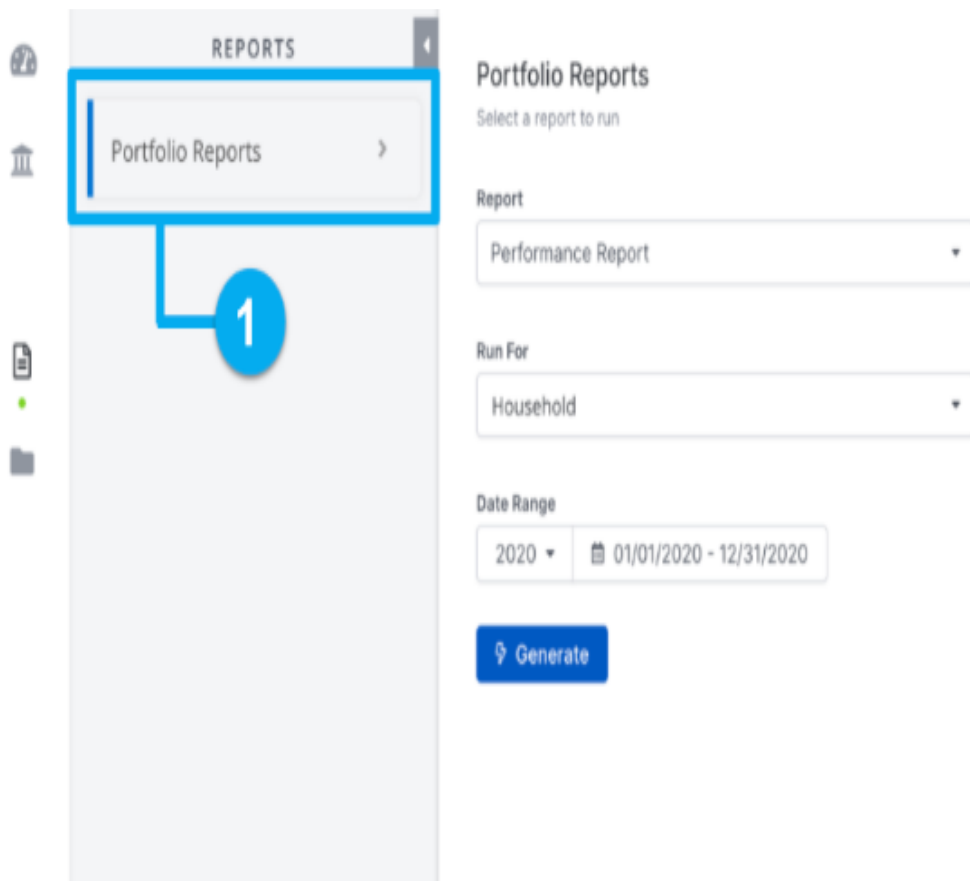 REPORTS
Portfolio Reports
1
Portfolio Reports
Select a report to run
Report
Performance Report
Run For
Household
Date Range
2020 01/01/2020 - 12/31/2020
Generate